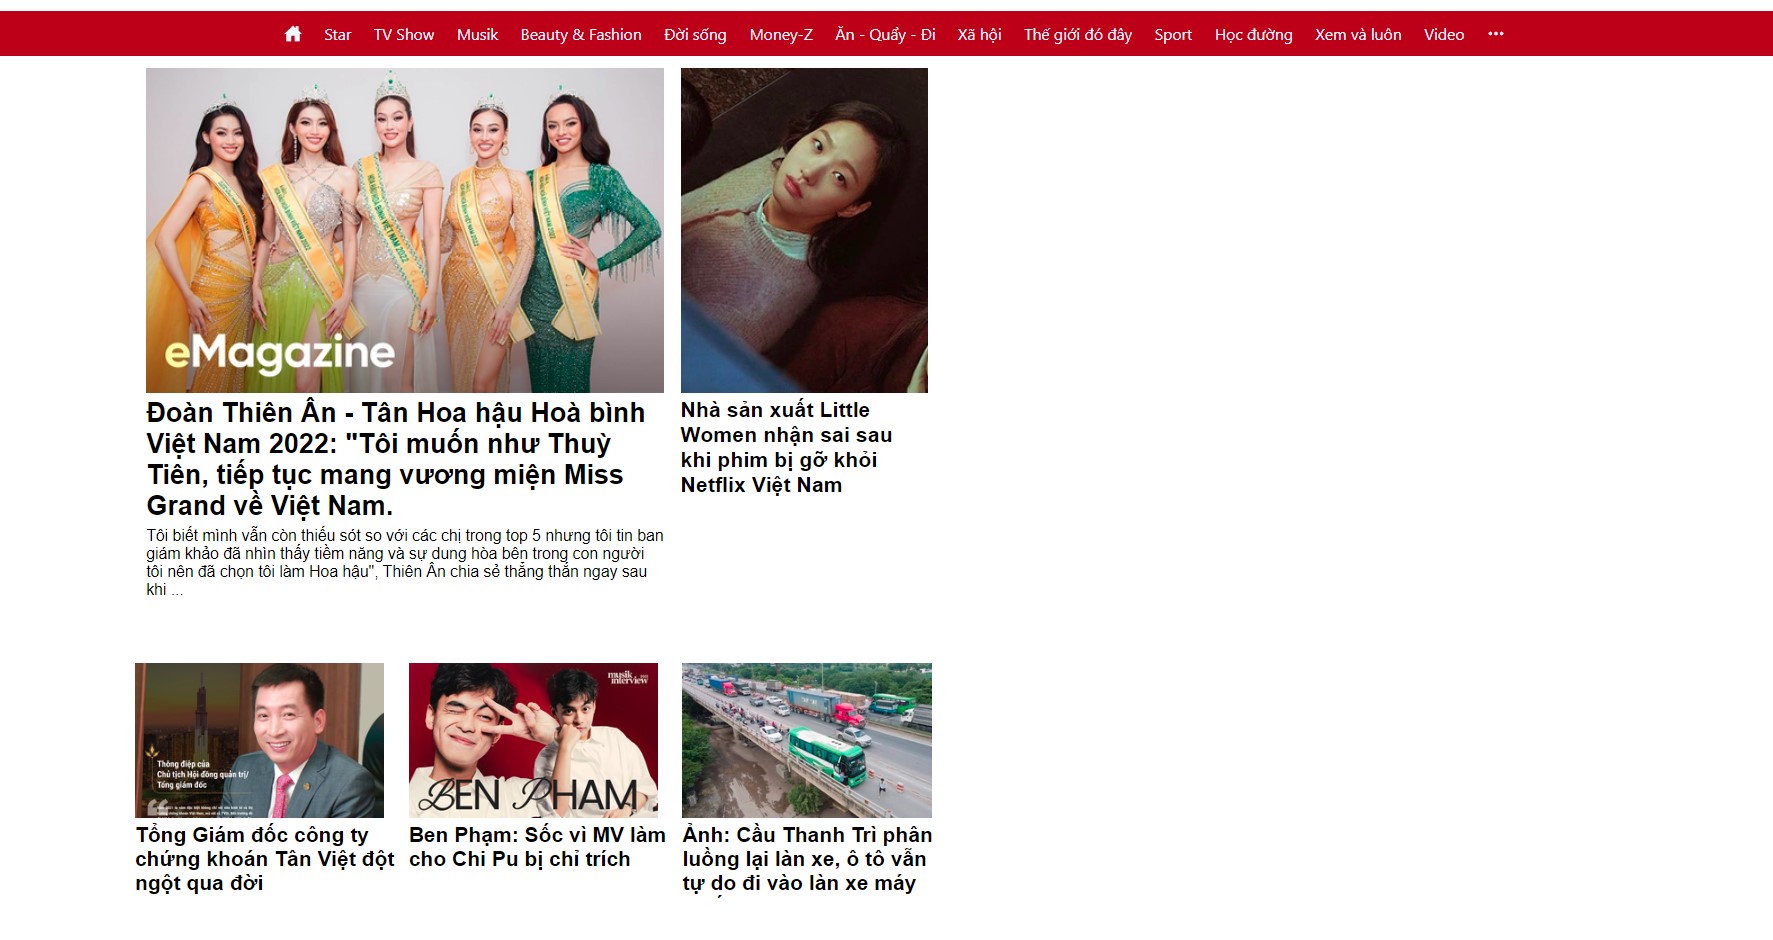 Star TV Show Musik Beauty & Fashion Đời sống Money-Z Ăn - Quẩy - Đi Xã hội Thế giới đó đây Sport Học đường Xem và luôn Video ···
eMagazine
Đoàn Thiên Ân - Tân Hoa hậu Hoà bình
Việt Nam 2022: "Tôi muốn như Thuỳ
Tiên, tiếp tục mang vương miện Miss
Grand về Việt Nam.
Tôi biết mình vẫn còn thiếu sót so với các chị trong top 5 nhưng tôi tin ban
giám khảo đã nhìn thấy tiềm năng và sự dung hòa bên trong con người
tôi nên đã chọn tôi làm Hoa hậu", Thiên Ân chia sẻ thẳng thắn ngay sau
khi ...
Nhà sản xuất Little
Women nhận sai sau
khi phim bị gỡ khỏi
Netflix Việt Nam
Thông điệp của
Chủ tịch Hội đồng quản trị/
Tổng giám đốc
Tổng Giám đốc công ty
chứng khoán Tân Việt đột
ngột qua đời
musik
interview
BEN PHAM
Ben Phạm: Sốc vì MV làm
cho Chi Pu bị chỉ trích
Ảnh: Cầu Thanh Trì phân
luồng lại làn xe, ô tô vẫn
tự do đi vào làn xe máy